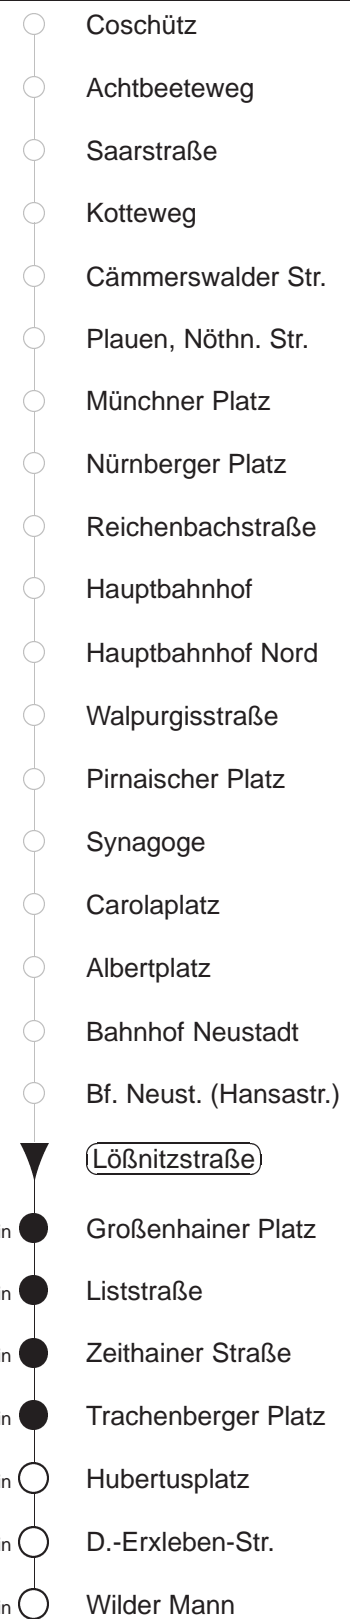 Coschütz
Achtbeeteweg
Saarstraße
Kotteweg
Cämmerswalder Str.
Plauen, Nöthn. Str.
Münchner Platz
Nürnberger Platz
Reichenbachstraße
Hauptbahnhof
Hauptbahnhof Nord
Walpurgisstraße
Pirnaischer Platz
Synagoge
Carolaplatz
Albertplatz
Bahnhof Neustadt
Bf. Neust. (Hansastr.)
Lößnitzstraße
Großenhainer Platz
Liststraße
Zeithainer Straße
Trachenberger Platz
Hubertusplatz
D.-Erxleben-Str.
Wilder Mann